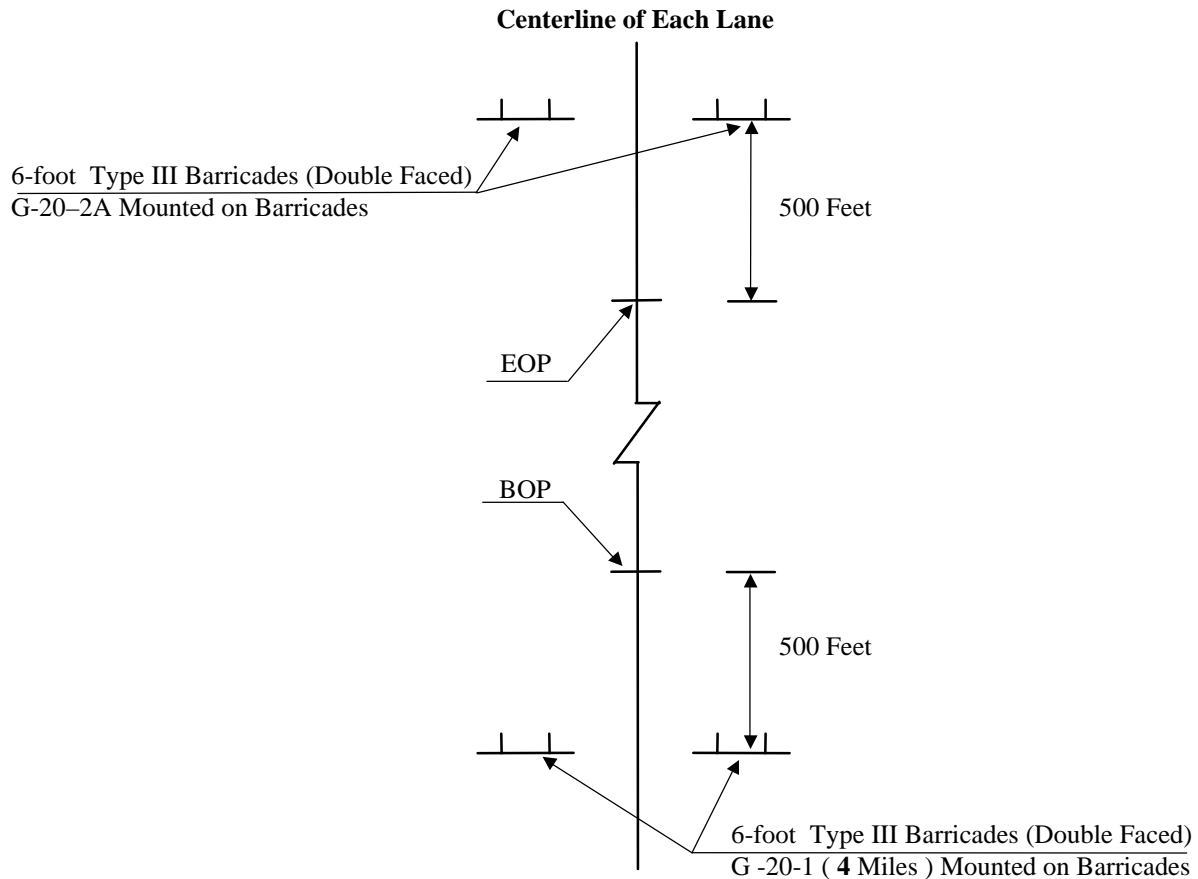 Centerline of Each Lane
6-foot Type III Barricades (Double Faced)
G-20–2A Mounted on Barricades
500 Feet
EOP
BOP
500 Feet
6-foot Type III Barricades (Double Faced)
G -20-1 ( 4 Miles ) Mounted on Barricades